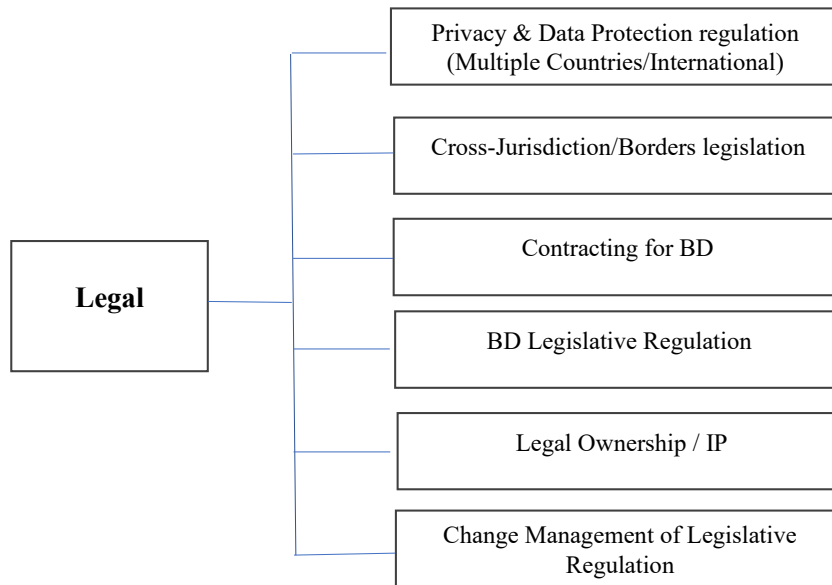 Privacy & Data Protection regulation
(Multiple Countries/International)
Cross-Jurisdiction/Borders legislation
Contracting for BD
Legal
BD Legislative Regulation
Legal Ownership / IP
Change Management of Legislative
Regulation